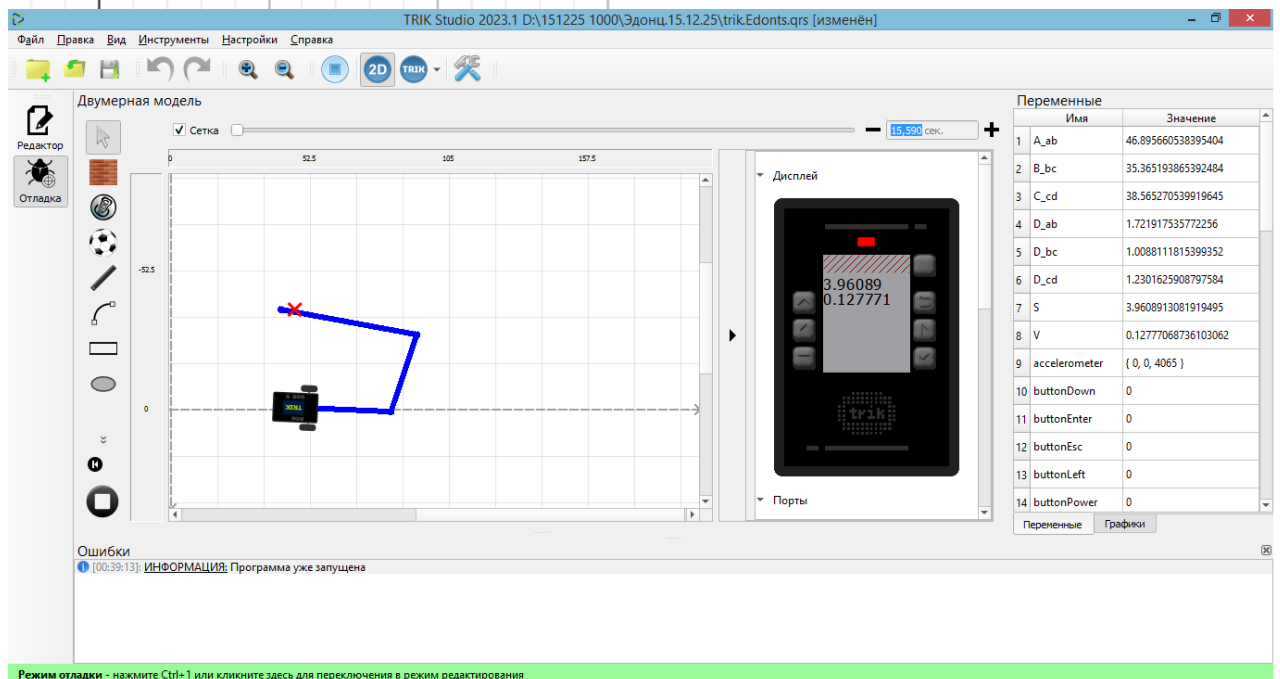 TRIK Studio 2023.1 D:\151225 1000\Эдонц.15.12.25\trik.Edonts.qrs [изменён]
Файл Правка Вид Инструменты Настройки Справка
2D TRIK
Редактор
Отладка
Двумерная модель
Сетка
15,590 сек.
0 52.5 105 157.5
-52.5
0
TRIK
Дисплей
3.96089
0.127771
trik
Порты
Переменные
Имя Значение
1 A_ab 46.895660538395404
2 B_bc 35.365193865392484
3 C_cd 38.565270539919645
4 D_ab 1.721917535772256
5 D_bc 1.0088111815399352
6 D_cd 1.2301625908797584
7 S 3.9608913081919495
8 V 0.12777068736103062
9 accelerometer { 0, 0, 4065 }
10 buttonDown 0
11 buttonEnter 0
12 buttonEsc 0
13 buttonLeft 0
14 buttonPower 0
Переменные Графики
Ошибки
[00:39:13]: ИНФОРМАЦИЯ: Программа уже запущена
Режим отладки - нажмите Ctrl+1 или кликните здесь для переключения в режим редактирования